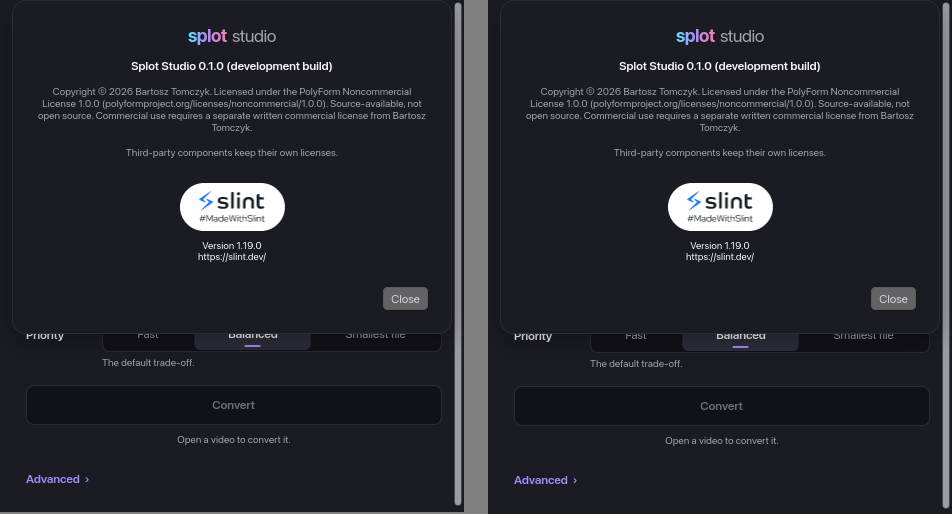 splot studio
Splot Studio 0.1.0 (development build)
Copyright © 2026 Bartosz Tomczyk. Licensed under the PolyForm Noncommercial
License 1.0.0 (polyformproject.org/licenses/noncommercial/1.0.0). Source-available, not
open source. Commercial use requires a separate written commercial license from Bartosz
Tomczyk.
Third-party components keep their own licenses.
slint
#MadeWithSlint
Version 1.19.0
https://slint.dev/
Close
Priority Fast Balanced Smallest file
The default trade-off.
Convert
Open a video to convert it.
Advanced ›
splot studio
Splot Studio 0.1.0 (development build)
Copyright © 2026 Bartosz Tomczyk. Licensed under the PolyForm Noncommercial
License 1.0.0 (polyformproject.org/licenses/noncommercial/1.0.0). Source-available, not
open source. Commercial use requires a separate written commercial license from Bartosz
Tomczyk.
Third-party components keep their own licenses.
slint
#MadeWithSlint
Version 1.19.0
https://slint.dev/
Close
Priority Fast Balanced Smallest file
The default trade-off.
Convert
Open a video to convert it.
Advanced ›